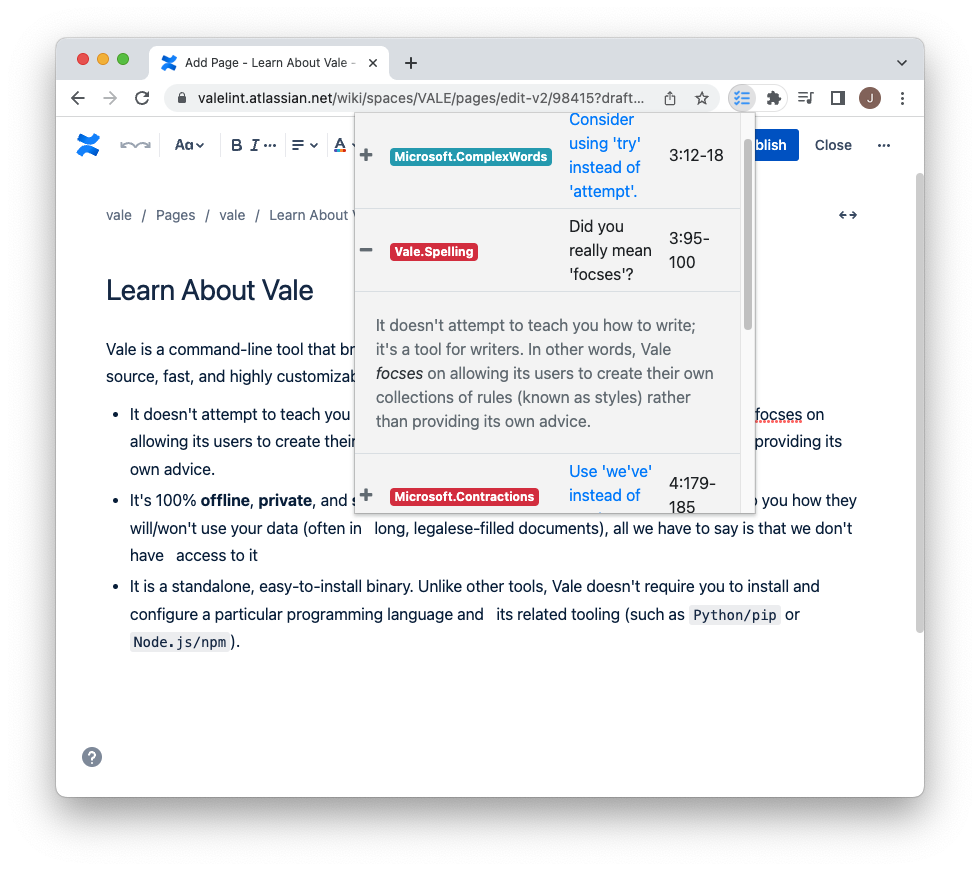 Add Page - Learn About Vale -
valelint.atlassian.net/wiki/spaces/VALE/pages/edit-v2/98415?draft...
J
Aa
B I ...
A
blish
Close
vale / Pages / vale / Learn About
Learn About Vale
Vale is a command-line tool that
source, fast, and highly
It doesn't attempt to teach you
focses on
allowing its users to create their
providing its
own advice.
It's 100% offline, private, and
you how they
will/won't use your data (often in long, legalese-filled documents), all we have to say is that we don't
have access to it
It is a standalone, easy-to-install binary. Unlike other tools, Vale doesn't require you to install and
configure a particular programming language and its related tooling (such as Python/pip or
Node.js/npm).
?
Microsoft.ComplexWords
Consider
using 'try'
instead of
'attempt'.
3:12-18
Vale.Spelling
Did you
really mean
'focses'?
3:95-
100
It doesn't attempt to teach you how to write;
it's a tool for writers. In other words, Vale
focses on allowing its users to create their own
collections of rules (known as styles) rather
than providing its own advice.
Microsoft.Contractions
Use 'we've'
instead of
4:179-
185